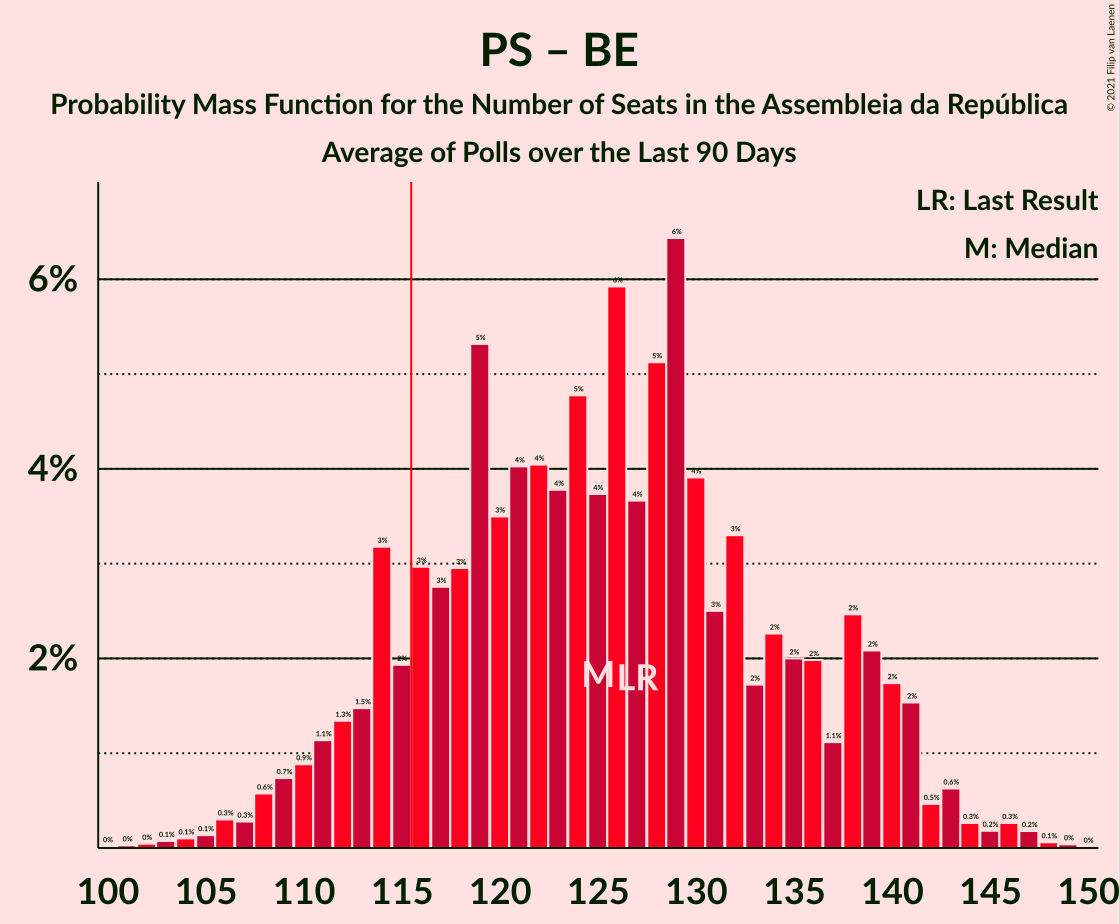 PS – BE
Probability Mass Function for the Number of Seats in the Assembleia da República
Average of Polls over the Last 90 Days
© 2021 Filip van Laenen
LR: Last Result
M: Median
6%
4%
2%
0% 0% 0% 0.1% 0.1% 0.1% 0.3% 0.3% 0.6% 0.7% 0.9% 1.1% 1.3% 1.5% 3% 2% 3% 3% 3% 5% 3% 4% 4% 4% 5% 4% 6% 4% 5% 6% 4% 3% 3% 2% 2% 2% 2% 1.1% 2% 2% 2% 2% 0.5% 0.6% 0.3% 0.2% 0.3% 0.2% 0.1% 0% 0%
M LR
100 105 110 115 120 125 130 135 140 145 150